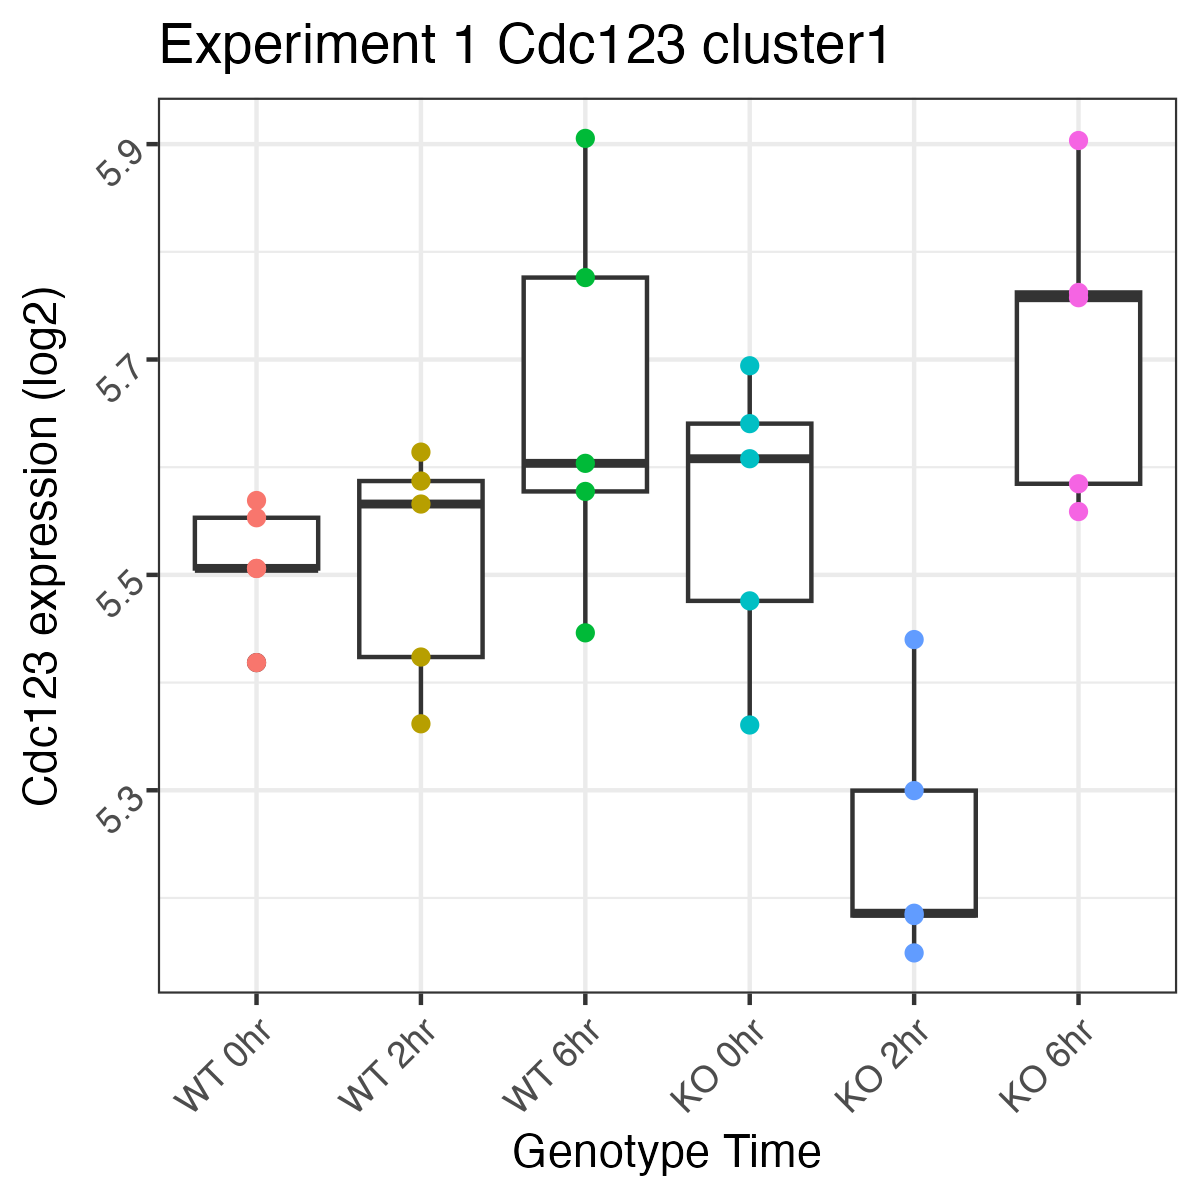 Experiment 1 Cdc123 cluster1
Cdc123 expression (log2)
5.9
5.7
5.5
5.3
WT 0hr
WT 2hr
WT 6hr
KO 0hr
KO 2hr
KO 6hr
Genotype Time